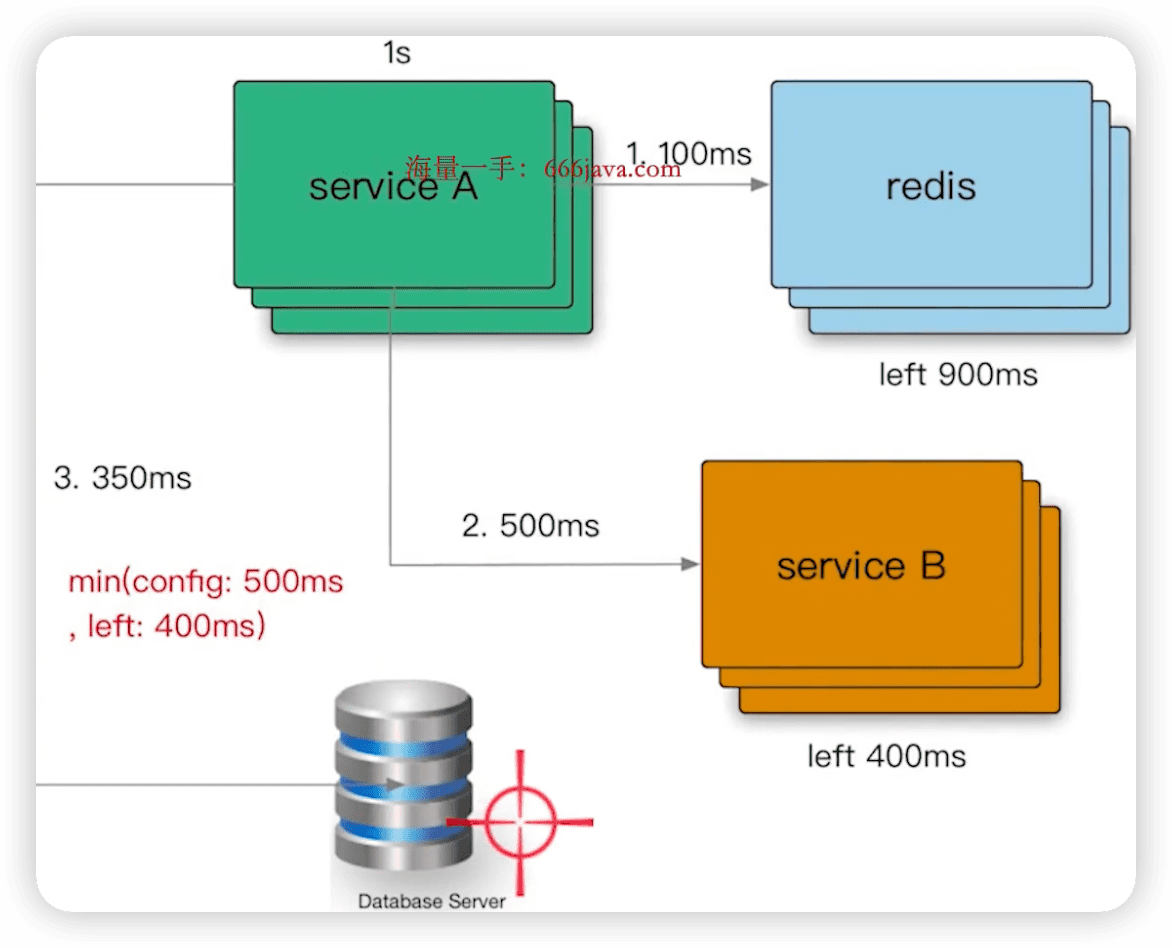 1s
service A
海量一手：666java.com
1. 100ms
redis
left 900ms
3. 350ms
2. 500ms
min(config: 500ms
, left: 400ms)
service B
left 400ms
Database Server